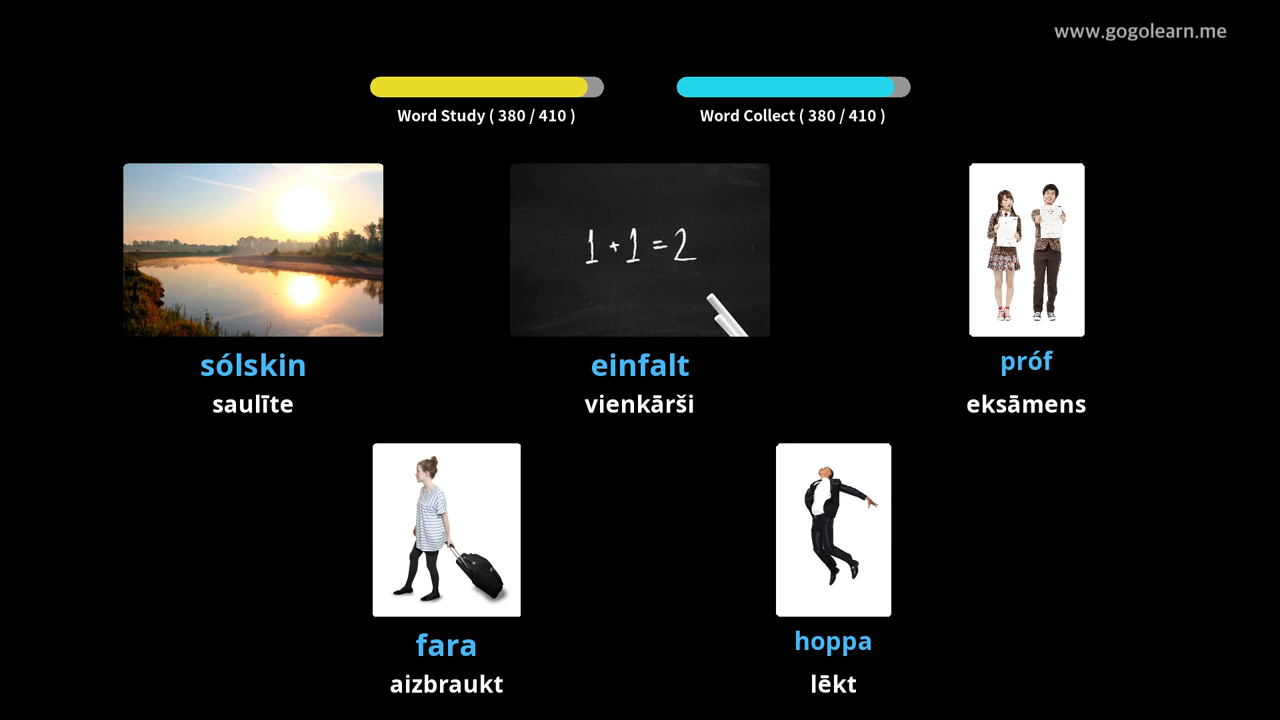 www.gogolearn.me
Word Study ( 380 / 410 )
Word Collect ( 380 / 410 )
1 + 1 = 2
sólskin
saulīte
einfalt
vienkārši
próf
eksāmens
fara
aizbraukt
hoppa
lēkt